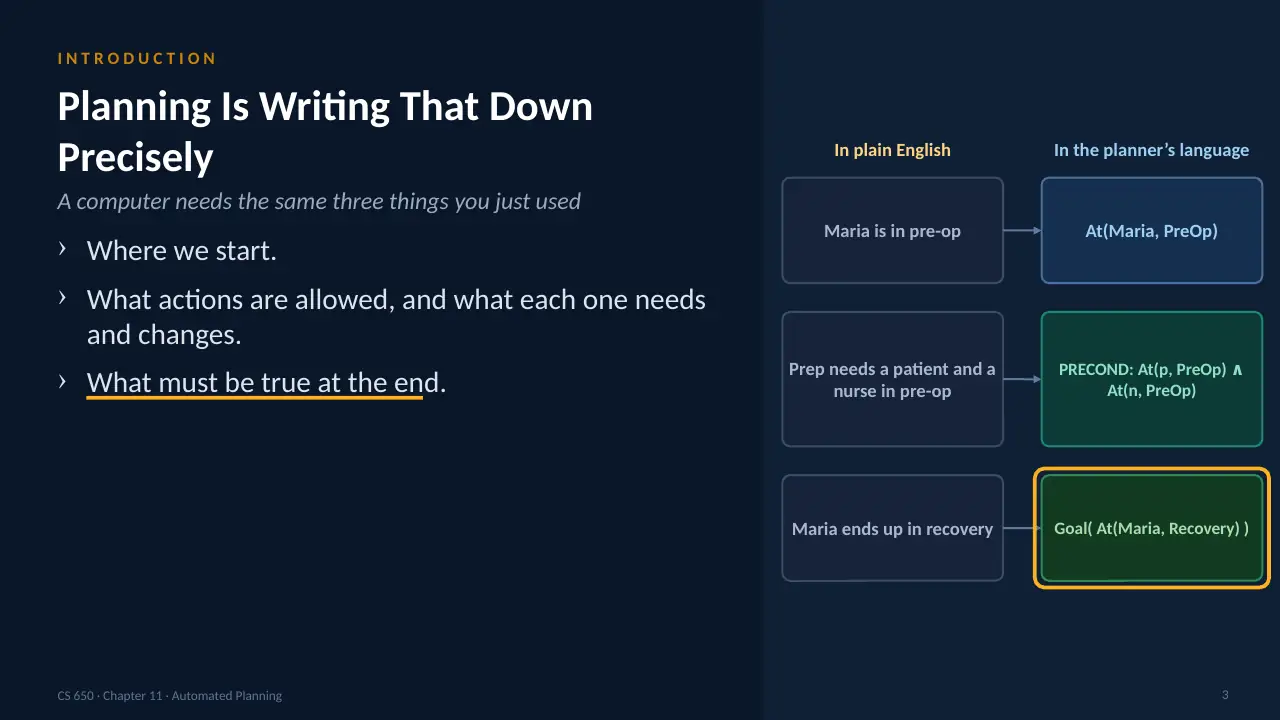 INTRODUCTION
Planning Is Writing That Down
Precisely
A computer needs the same three things you just used
› Where we start.
› What actions are allowed, and what each one needs
and changes.
› What must be true at the end.
In plain English
In the planner’s language
Maria is in pre-op
At(Maria, PreOp)
Prep needs a patient and a
nurse in pre-op
PRECOND: At(p, PreOp) ∧
At(n, PreOp)
Maria ends up in recovery
Goal( At(Maria, Recovery) )
CS 650 · Chapter 11 · Automated Planning
3